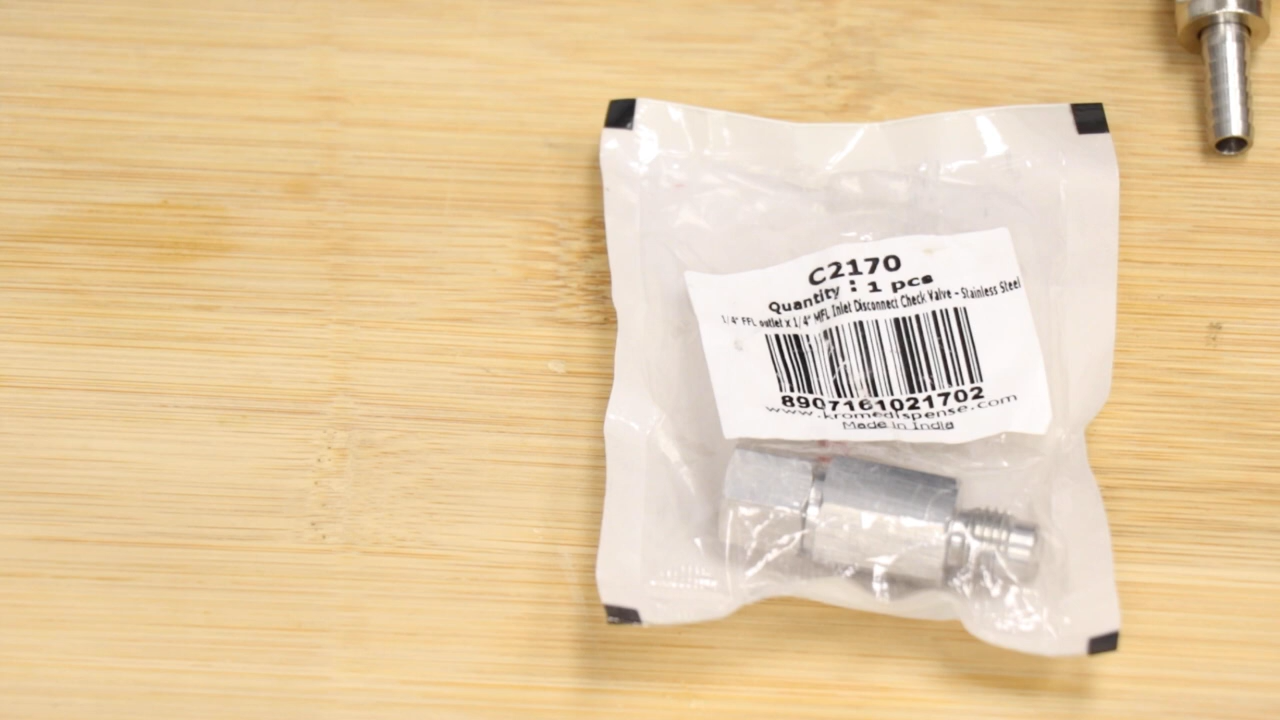 C2170
Quantity : 1 pcs
1/4" FFL outlet x 1/4" MFL Inlet Disconnect Check Valve - Stainless Steel
8907161021702
www.kromedispense.com
Made in India